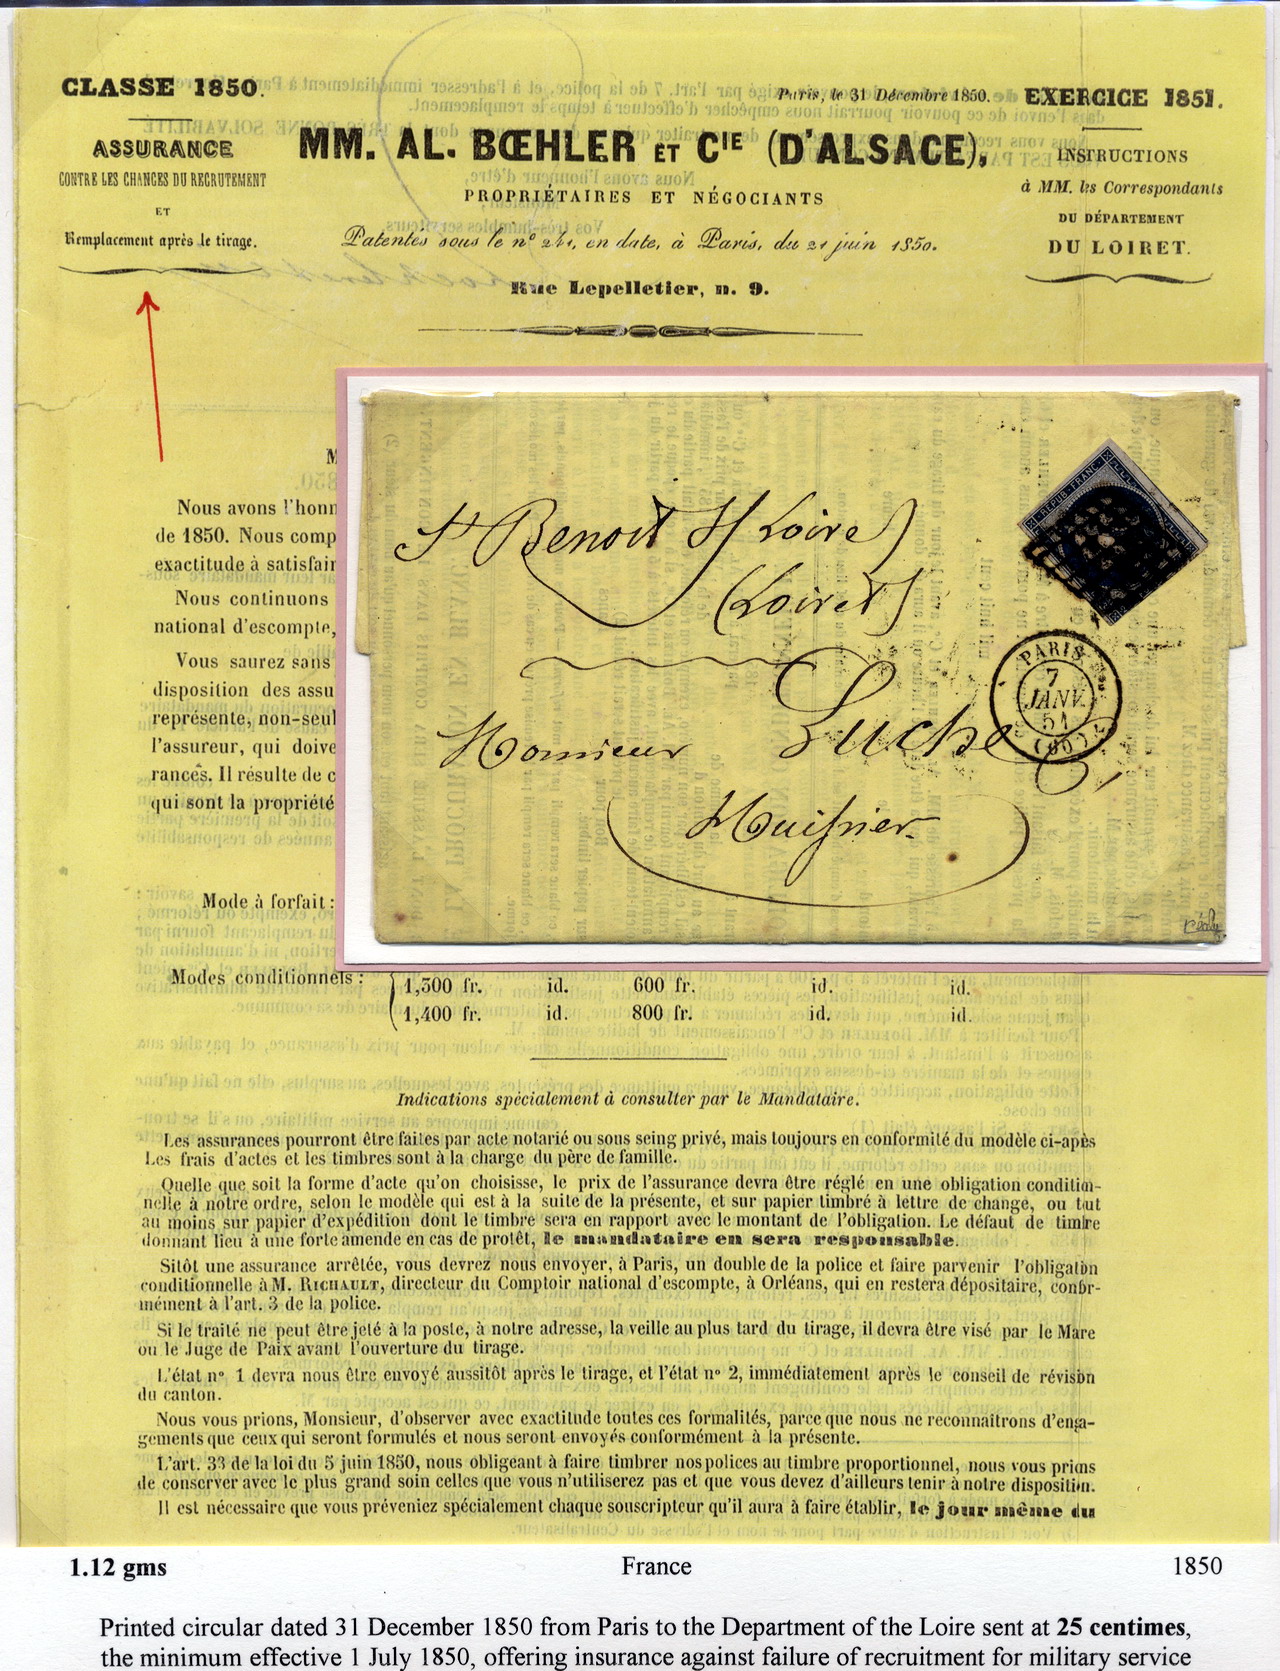 CLASSE 1850.
ASSURANCE
CONTRE LES CHANCES DU RECRUTEMENT
ET
Remplacement après le tirage.
Paris, le 31 Décembre 1850.
MM. AL. BŒHLER ET CIE (D'ALSACE),
PROPRIÉTAIRES ET NÉGOCIANTS
Patentés sous le nº 241, en date, à Paris, du 21 juin 1850.
Rue Lepelletier, n. 9.
EXERCICE 1851.
INSTRUCTIONS
à MM. les Correspondants
DU DÉPARTEMENT
DU LOIRET.
M
Nous avons l'honn
de 1850. Nous comp
exactitude à satisfair
Nous continuons
national d'escompte,
Vous saurez sans
disposition des assu
représente, non-seul
l'assureur, qui doive
rances. Il résulte de c
qui sont la propriété
Mode à forfait :
REPUB. FRANC.
St Benoit S/ Loire
(Loiret)
PARIS
7
JANV.
51
(60)
Monsieur Luche
Huissier
Modes conditionnels :
1,300 fr. id. 600 fr. id. id.
1,400 fr. id. 800 fr. id. id.
Indications spécialement à consulter par le Mandataire.
Les assurances pourront être faites par acte notarié ou sous seing privé, mais toujours en conformité du modèle ci-après
Les frais d'actes et les timbres sont à la charge du père de famille.
Quelle que soit la forme d'acte qu'on choisisse, le prix de l'assurance devra être réglé en une obligation condition-
nelle à notre ordre, selon le modèle qui est à la suite de la présente, et sur papier timbré à lettre de change, ou tout
au moins sur papier d'expédition dont le timbre sera en rapport avec le montant de l'obligation. Le défaut de timbre
donnant lieu à une forte amende en cas de protêt, le mandataire en sera responsable.
Sitôt une assurance arrêtée, vous devrez nous envoyer, à Paris, un double de la police et faire parvenir l'obligation
conditionnelle à M. RICHAULT, directeur du Comptoir national d'escompte, à Orléans, qui en restera dépositaire, confor-
mément à l'art. 3 de la police.
Si le traité ne peut être jeté à la poste, à notre adresse, la veille au plus tard du tirage, il devra être visé par le Maire
ou le Juge de Paix avant l'ouverture du tirage.
L'état nº 1 devra nous être envoyé aussitôt après le tirage, et l'état nº 2, immédiatement après le conseil de révision
du canton.
Nous vous prions, Monsieur, d'observer avec exactitude toutes ces formalités, parce que nous ne reconnaîtrons d'enga-
gements que ceux qui seront formulés et nous seront envoyés conformément à la présente.
L'art. 33 de la loi du 5 juin 1850, nous obligeant à faire timbrer nos polices au timbre proportionnel, nous vous prions
de conserver avec le plus grand soin celles que vous n'utiliserez pas et que vous devez d'ailleurs tenir à notre disposition.
Il est nécessaire que vous préveniez spécialement chaque souscripteur qu'il aura à faire établir, le jour même du
1.12 gms France 1850
Printed circular dated 31 December 1850 from Paris to the Department of the Loire sent at 25 centimes,
the minimum effective 1 July 1850, offering insurance against failure of recruitment for military service